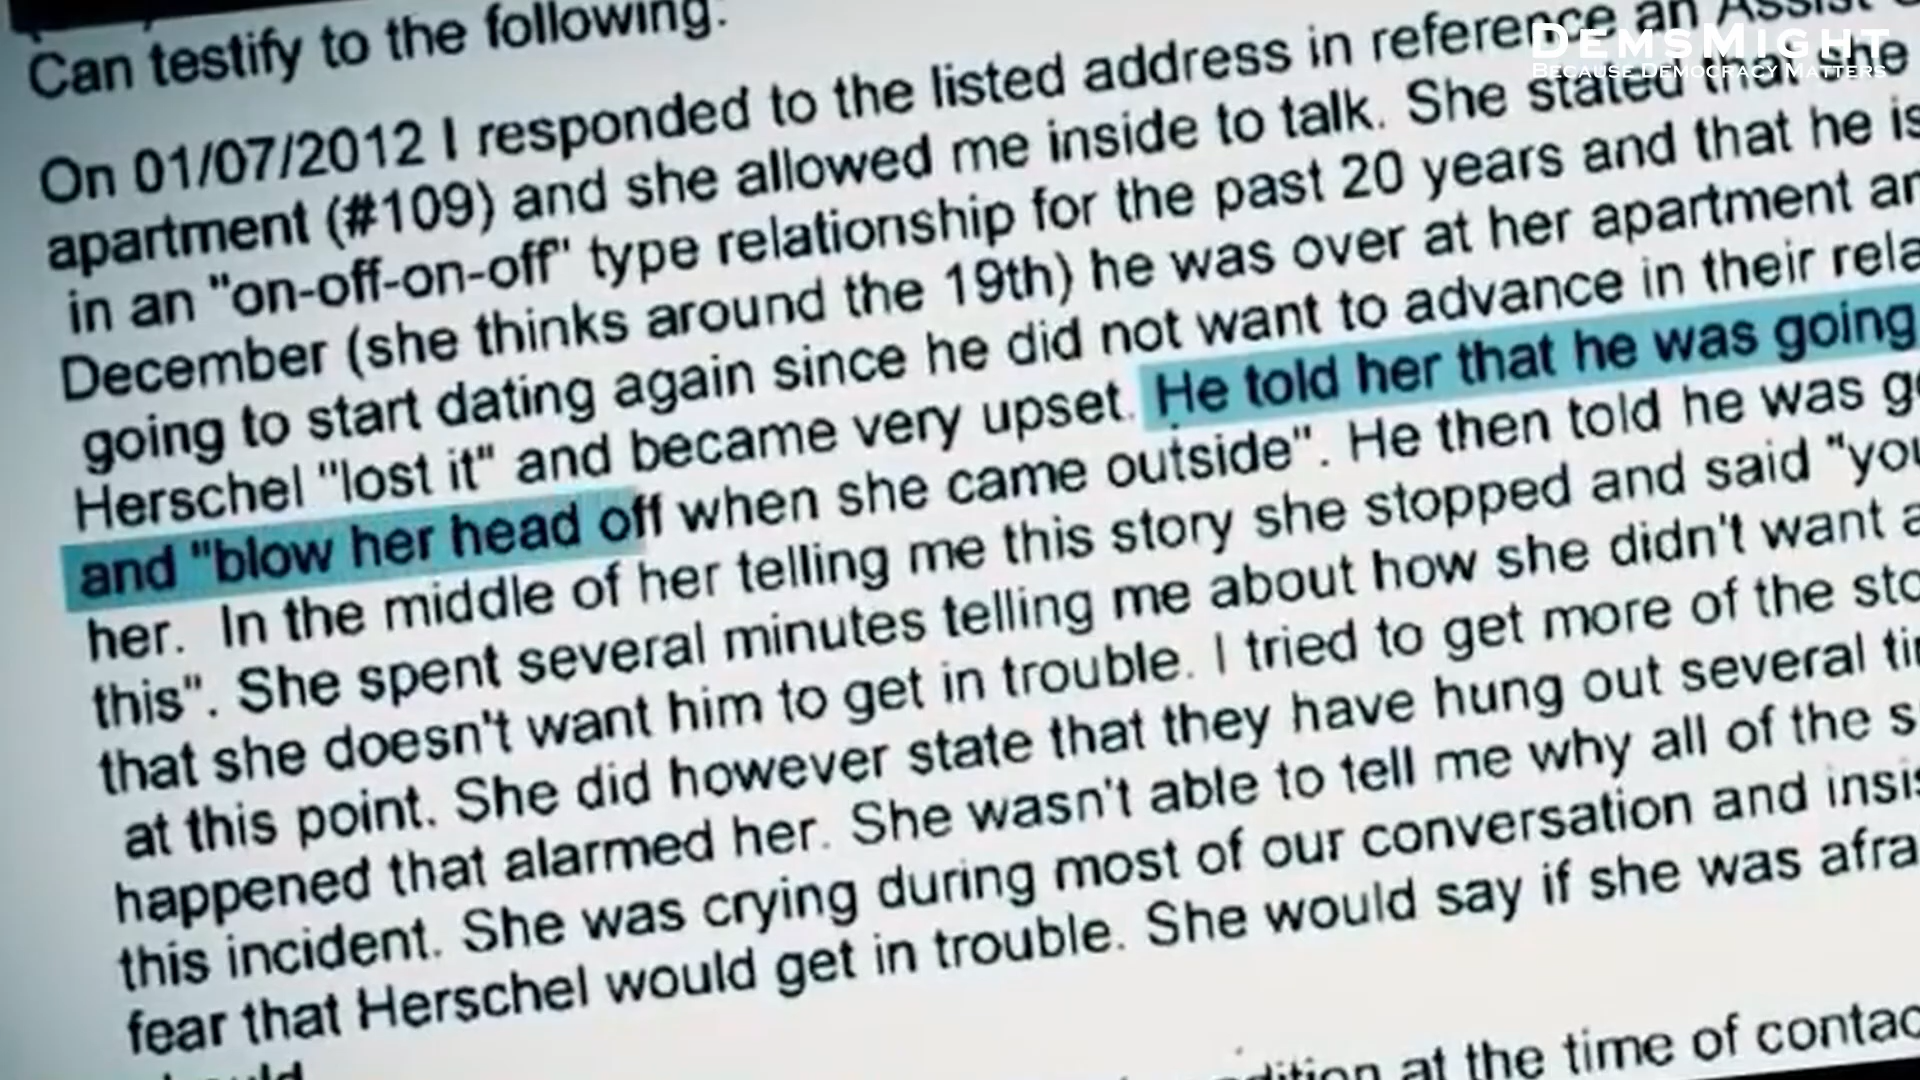 Can testify to the following:
DEMSMIGHT
BECAUSE DEMOCRACY MATTERS
On 01/07/2012 I responded to the listed address in reference an Assist
apartment (#109) and she allowed me inside to talk. She stated that she
in an "on-off-on-off" type relationship for the past 20 years and that he is
December (she thinks around the 19th) he was over at her apartment
going to start dating again since he did not want to advance in their
Herschel "lost it" and became very upset. He told her that he was going
and "blow her head off when she came outside". He then told he was
her. In the middle of her telling me this story she stopped and said "you
this". She spent several minutes telling me about how she didn't want
that she doesn't want him to get in trouble. I tried to get more of the
at this point. She did however state that they have hung out several
happened that alarmed her. She wasn't able to tell me why all of the
this incident. She was crying during most of our conversation and
fear that Herschel would get in trouble. She would say if she was
at the time of